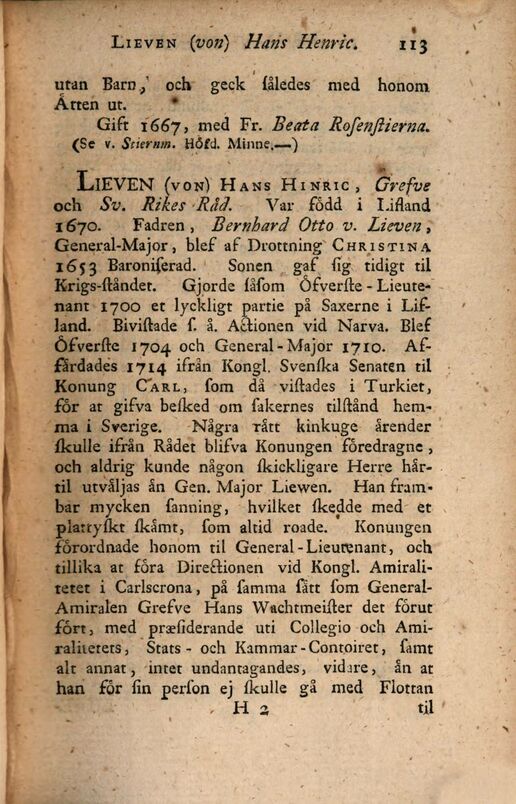 LIEVEN (von) Hans Henric. 113
utan Barn, och geck ſåledes med honom
Ätten ut.
Gift 1667, med Fr. Beata Roſenſtierna.
(Se v. Stiernm. Höfd. Minne.—)
LIEVEN (VON) HANS HINRIC, Grefve
och Sv. Rikes Råd. Var född i Lifland
1670. Fadren, Bernhard Otto v. Lieven,
General-Major, blef af Drottning CHRISTINA
1653 Baroniſerad. Sonen gaf ſig tidigt til
Krigs-ſtåndet. Gjorde ſåſom Öfverſte-Lieute-
nant 1700 et lyckligt partie på Saxerne i Lif-
land. Biviſtade ſ. å. Actionen vid Narva. Blef
Öfverſte 1704 och General-Major 1710. Af-
färdades 1714 ifrån Kongl. Svenſka Senaten til
Konung CARL, ſom då viſtades i Turkiet,
för at gifva beſked om ſakernes tilſtånd hem-
ma i Sverige. Några rått kinkuge ärender
ſkulle ifrån Rådet blifva Konungen föredragne,
och aldrig kunde någon ſkickligare Herre här-
til utväljas än Gen. Major Liewen. Han fram-
bar mycken ſanning, hvilket ſkedde med et
plattyſkt ſkämt, ſom altid roade. Konungen
förordnade honom til General-Lieutenant, och
tillika at föra Directionen vid Kongl. Amirali-
tetet i Carlscrona, på ſamma ſätt ſom General-
Amiralen Grefve Hans Wachtmeiſter det förut
fört, med præſiderande uti Collegio och Ami-
ralitetets, Stats- och Kammar-Contoiret, ſamt
alt annat, intet undantagandes, vidare, än at
han för ſin perſon ej ſkulle gå med Flottan
H 2 til